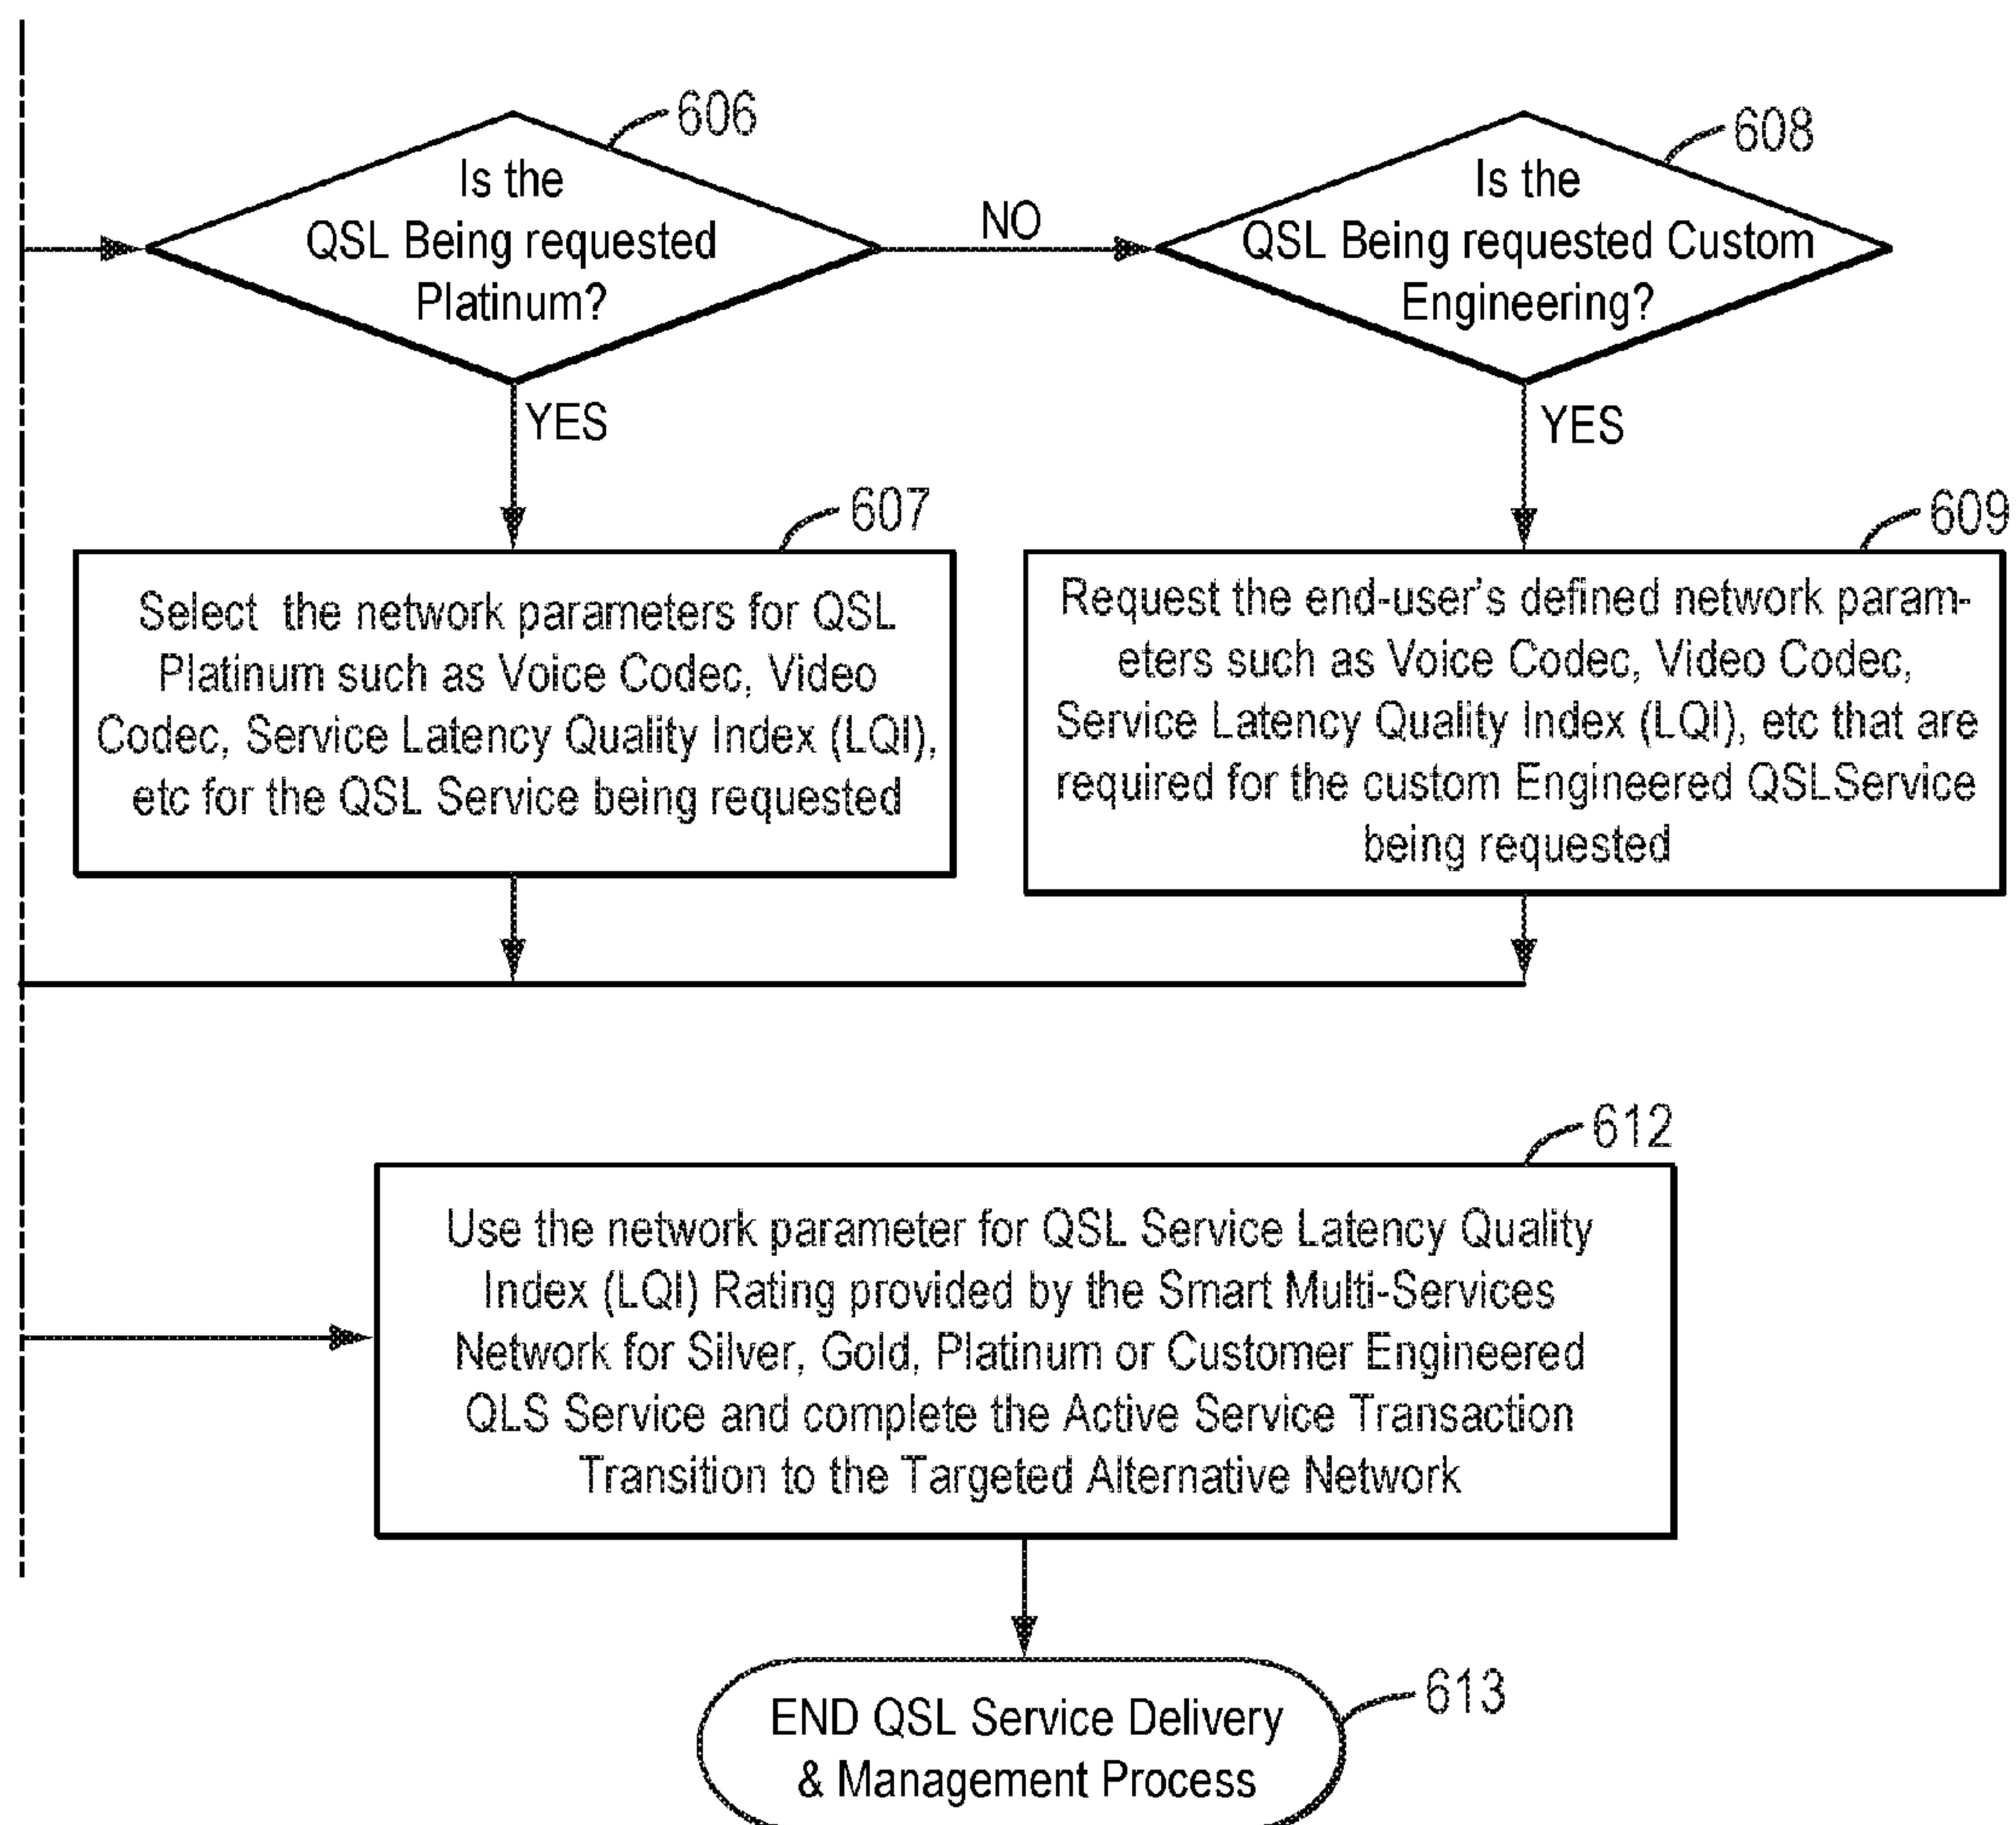 606
Is the
QSL Being requested
Platinum?
NO
608
Is the
QSL Being requested Custom
Engineering?
YES
YES
607
Select the network parameters for QSL
Platinum such as Voice Codec, Video
Codec, Service Latency Quality Index (LQI),
etc for the QSL Service being requested
609
Request the end-user's defined network param-
eters such as Voice Codec, Video Codec,
Service Latency Quality Index (LQI), etc that are
required for the custom Engineered QSLService
being requested
612
Use the network parameter for QSL Service Latency Quality
Index (LQI) Rating provided by the Smart Multi-Services
Network for Silver, Gold, Platinum or Customer Engineered
QLS Service and complete the Active Service Transaction
Transition to the Targeted Alternative Network
613
END QSL Service Delivery
& Management Process